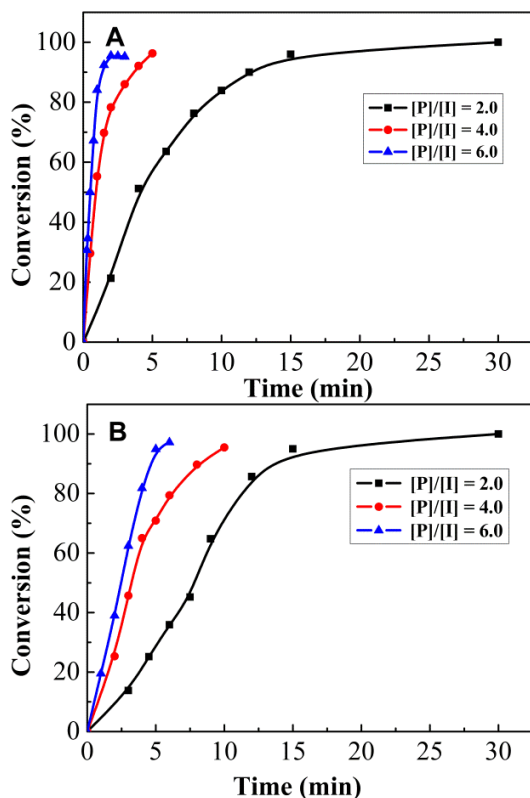 A
Conversion (%)
100
80
60
40
20
0
[P]/[I] = 2.0
[P]/[I] = 4.0
[P]/[I] = 6.0
0 5 10 15 20 25 30
Time (min)
B
Conversion (%)
100
80
60
40
20
0
[P]/[I] = 2.0
[P]/[I] = 4.0
[P]/[I] = 6.0
0 5 10 15 20 25 30
Time (min)